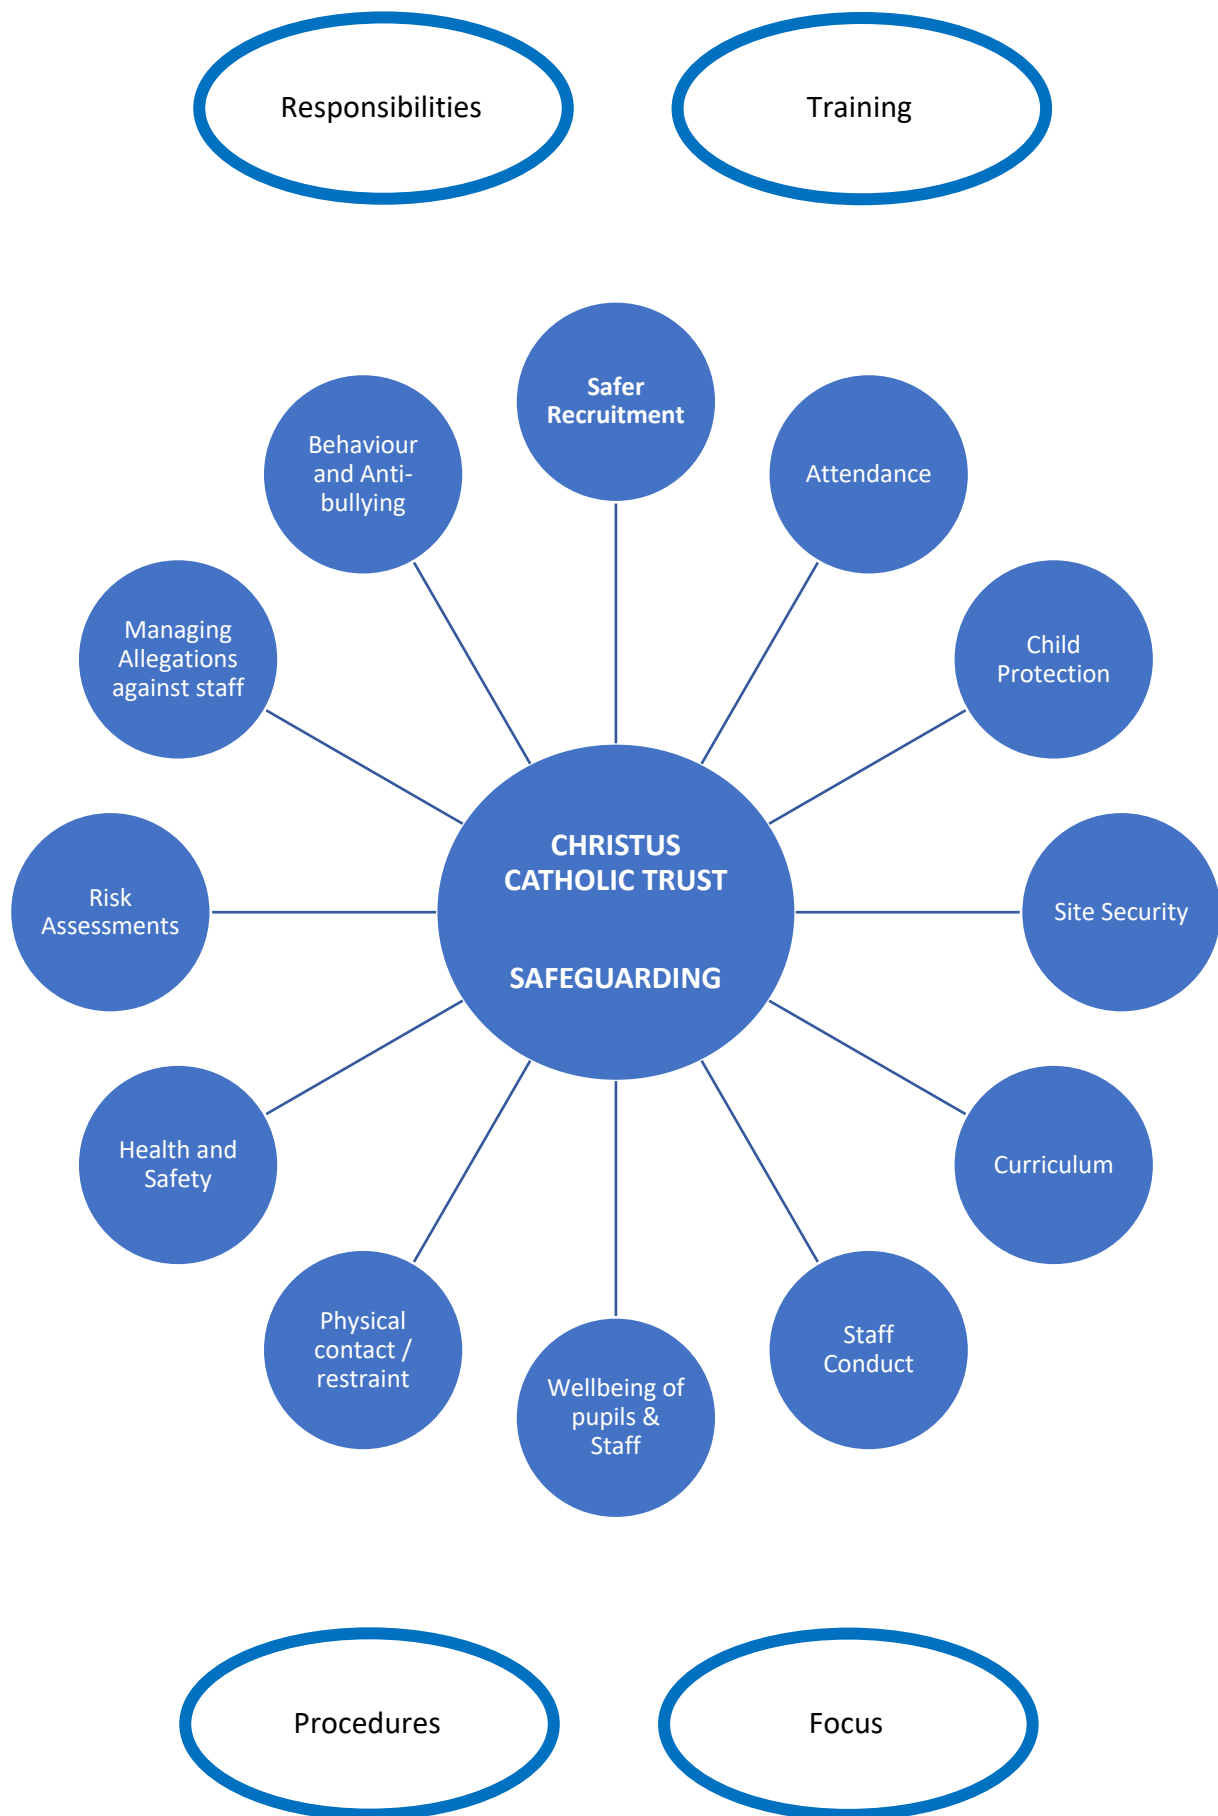 Responsibilities
Training
Safer
Recruitment
Attendance
Child
Protection
Site Security
Curriculum
Staff
Conduct
Wellbeing of
pupils &
Staff
Physical
contact /
restraint
Health and
Safety
Risk
Assessments
Managing
Allegations
against staff
Behaviour
and Anti-
bullying
CHRISTUS
CATHOLIC TRUST
SAFEGUARDING
Procedures
Focus